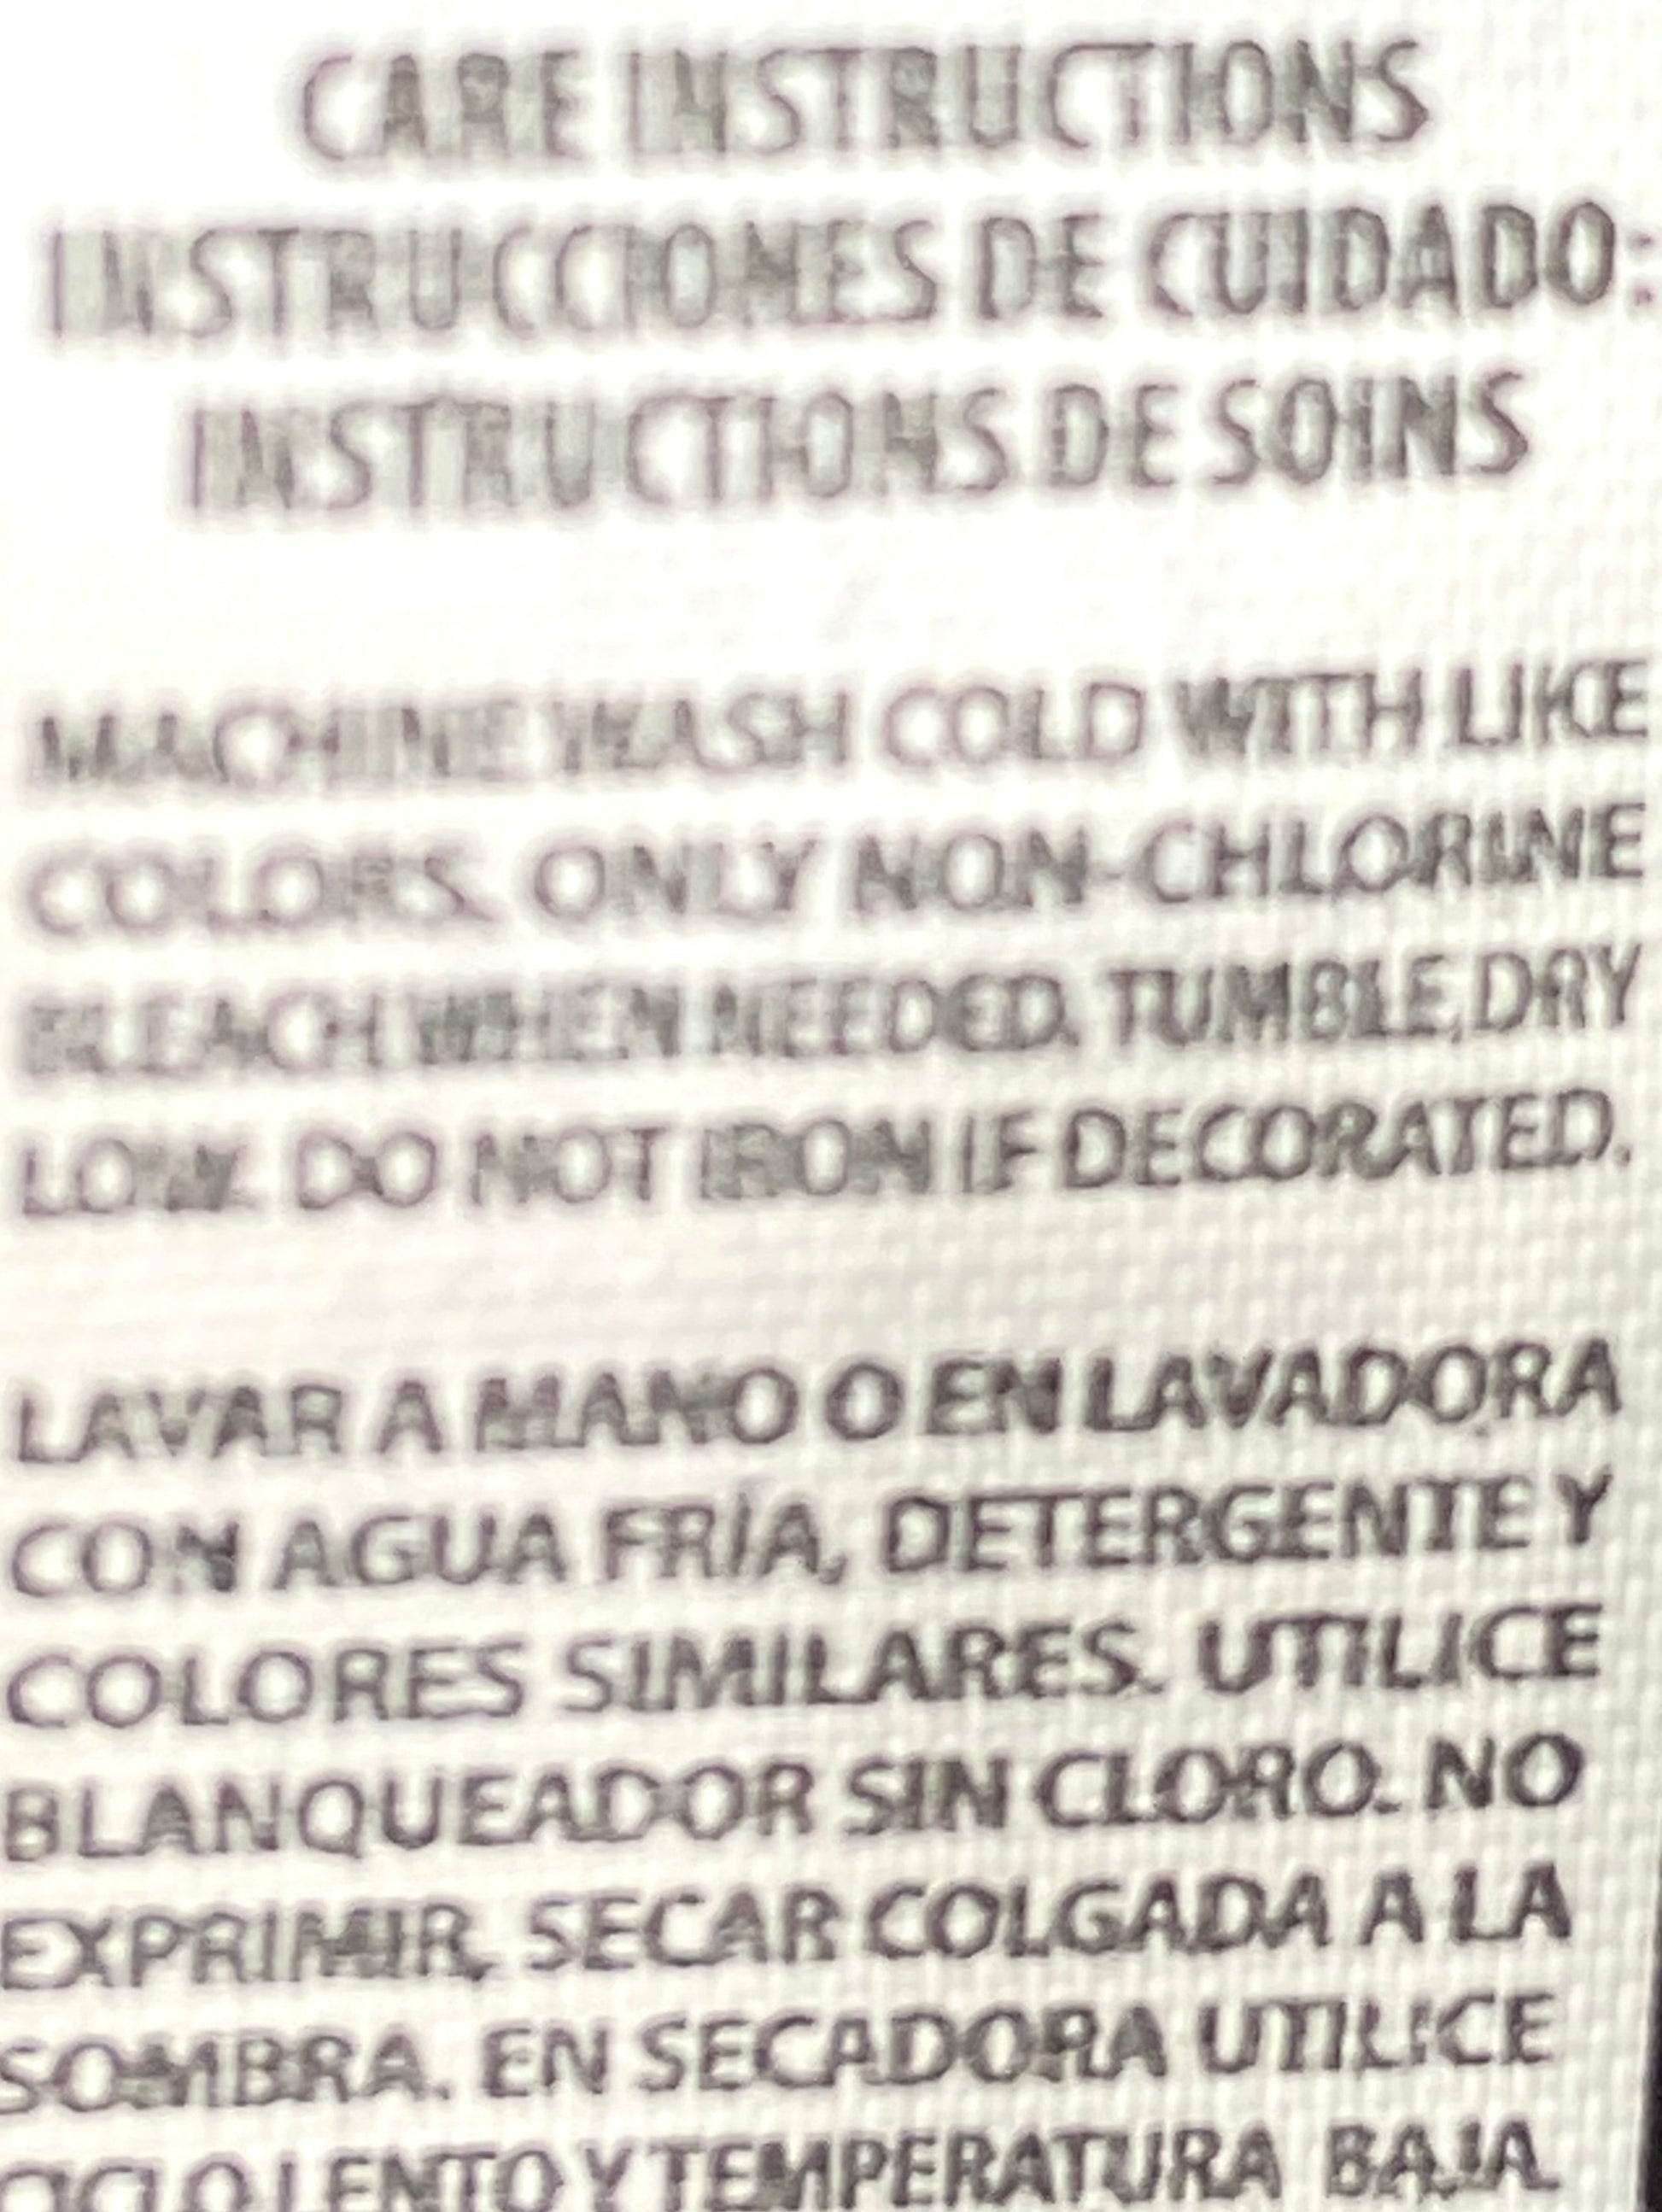 CARE INSTRUCTIONS
INSTRUCCIONES DE CUIDADO:
INSTRUCTIONS DE SOINS
MACHINE WASH COLD WITH LIKE
COLORS. ONLY NON-CHLORINE
BLEACH WHEN NEEDED. TUMBLE DRY
LOW. DO NOT IRON IF DECORATED.
LAVAR A MANO O EN LAVADORA
CON AGUA FRÍA, DETERGENTE Y
COLORES SIMILARES. UTILICE
BLANQUEADOR SIN CLORO. NO
EXPRIMIR, SECAR COLGADA A LA
SOMBRA. EN SECADORA UTILICE
CICLO LENTO Y TEMPERATURA BAJA.